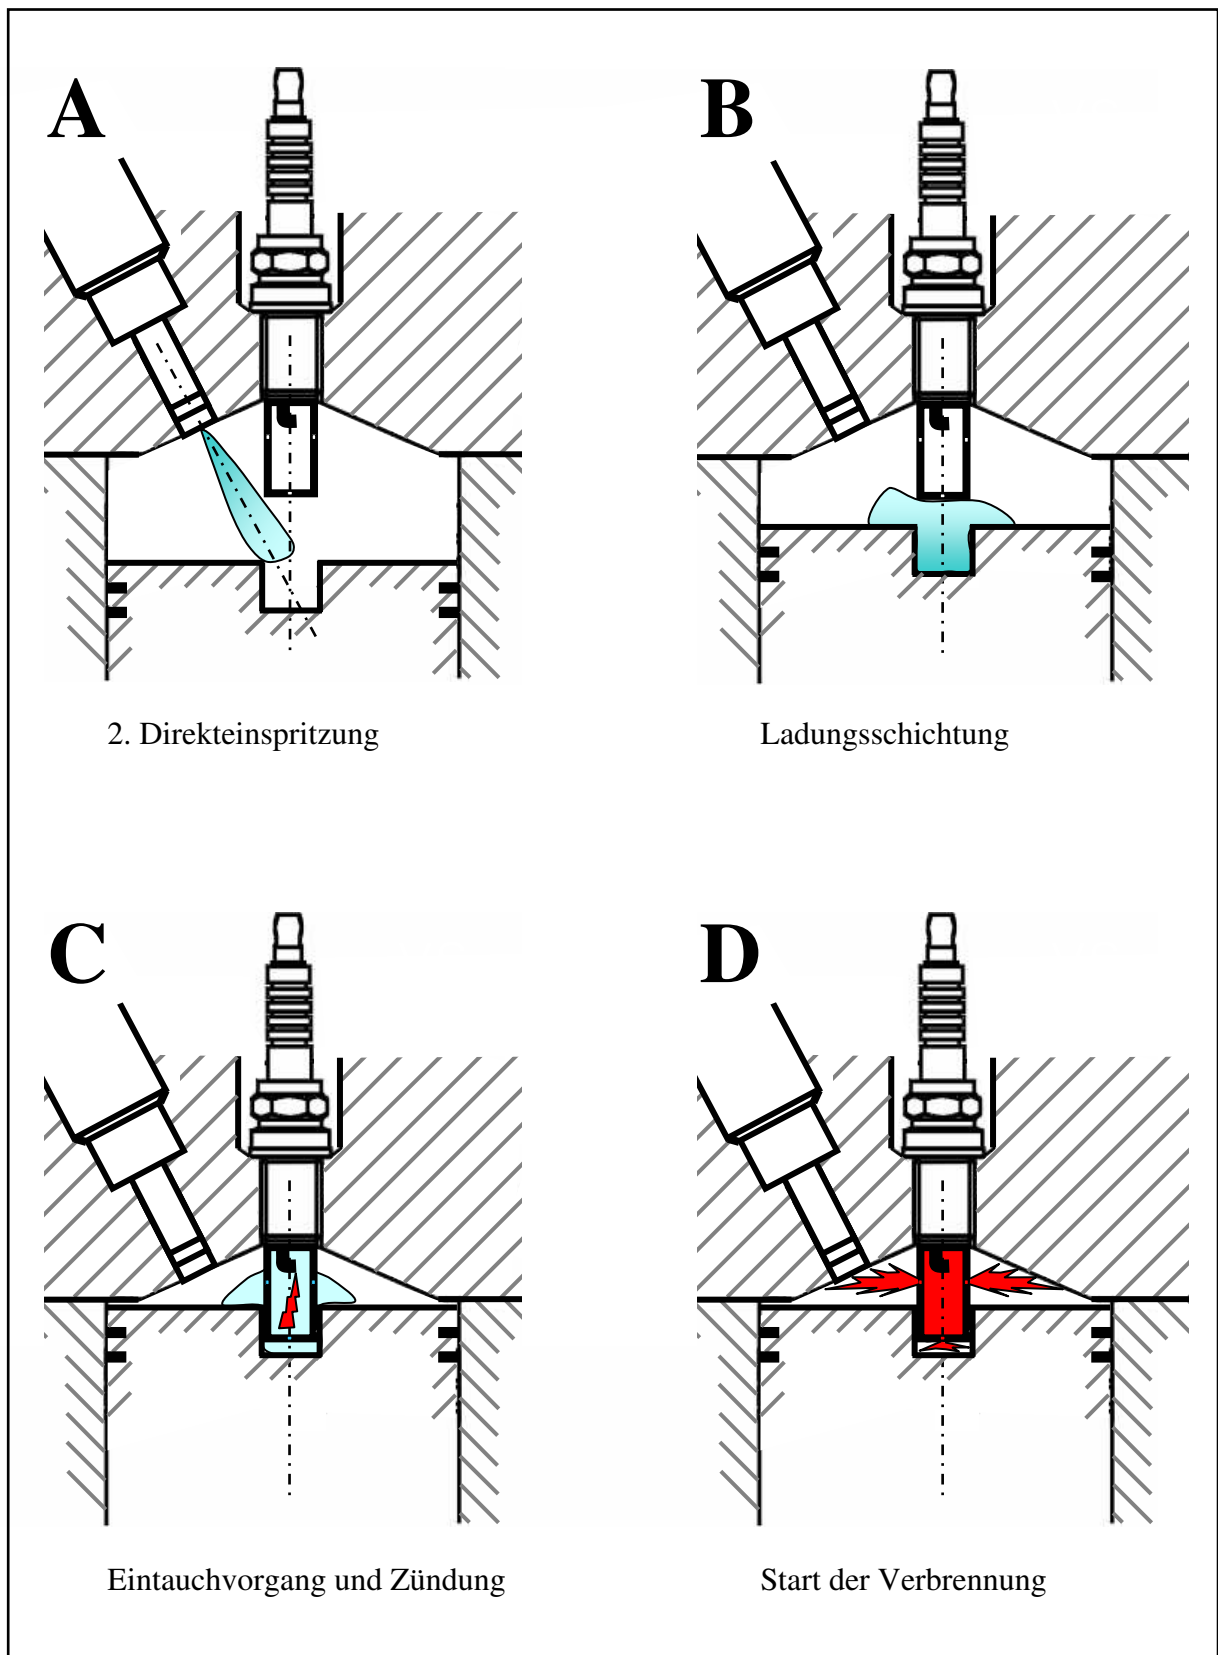 A
B
2. Direkteinspritzung
Ladungsschichtung
C
D
Eintauchvorgang und Zündung
Start der Verbrennung